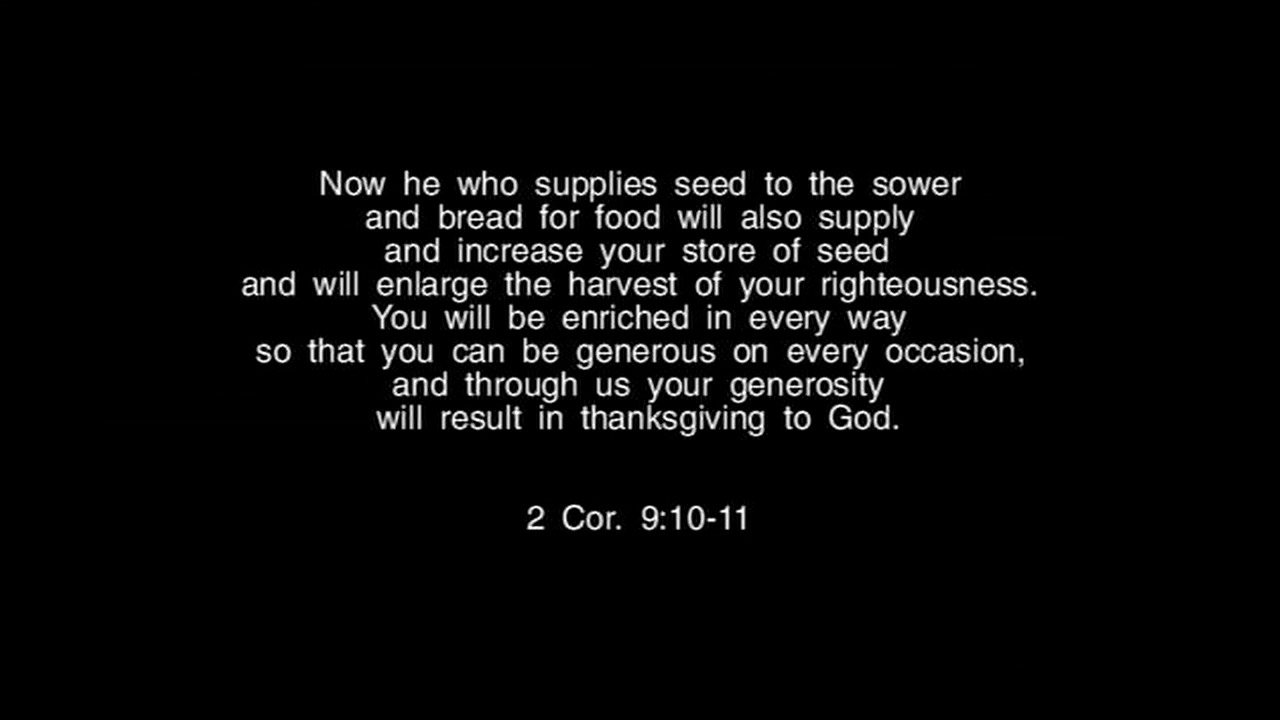 Now he who supplies seed to the sower
and bread for food will also supply
and increase your store of seed
and will enlarge the harvest of your righteousness.
You will be enriched in every way
so that you can be generous on every occasion,
and through us your generosity
will result in thanksgiving to God.
2 Cor. 9:10-11